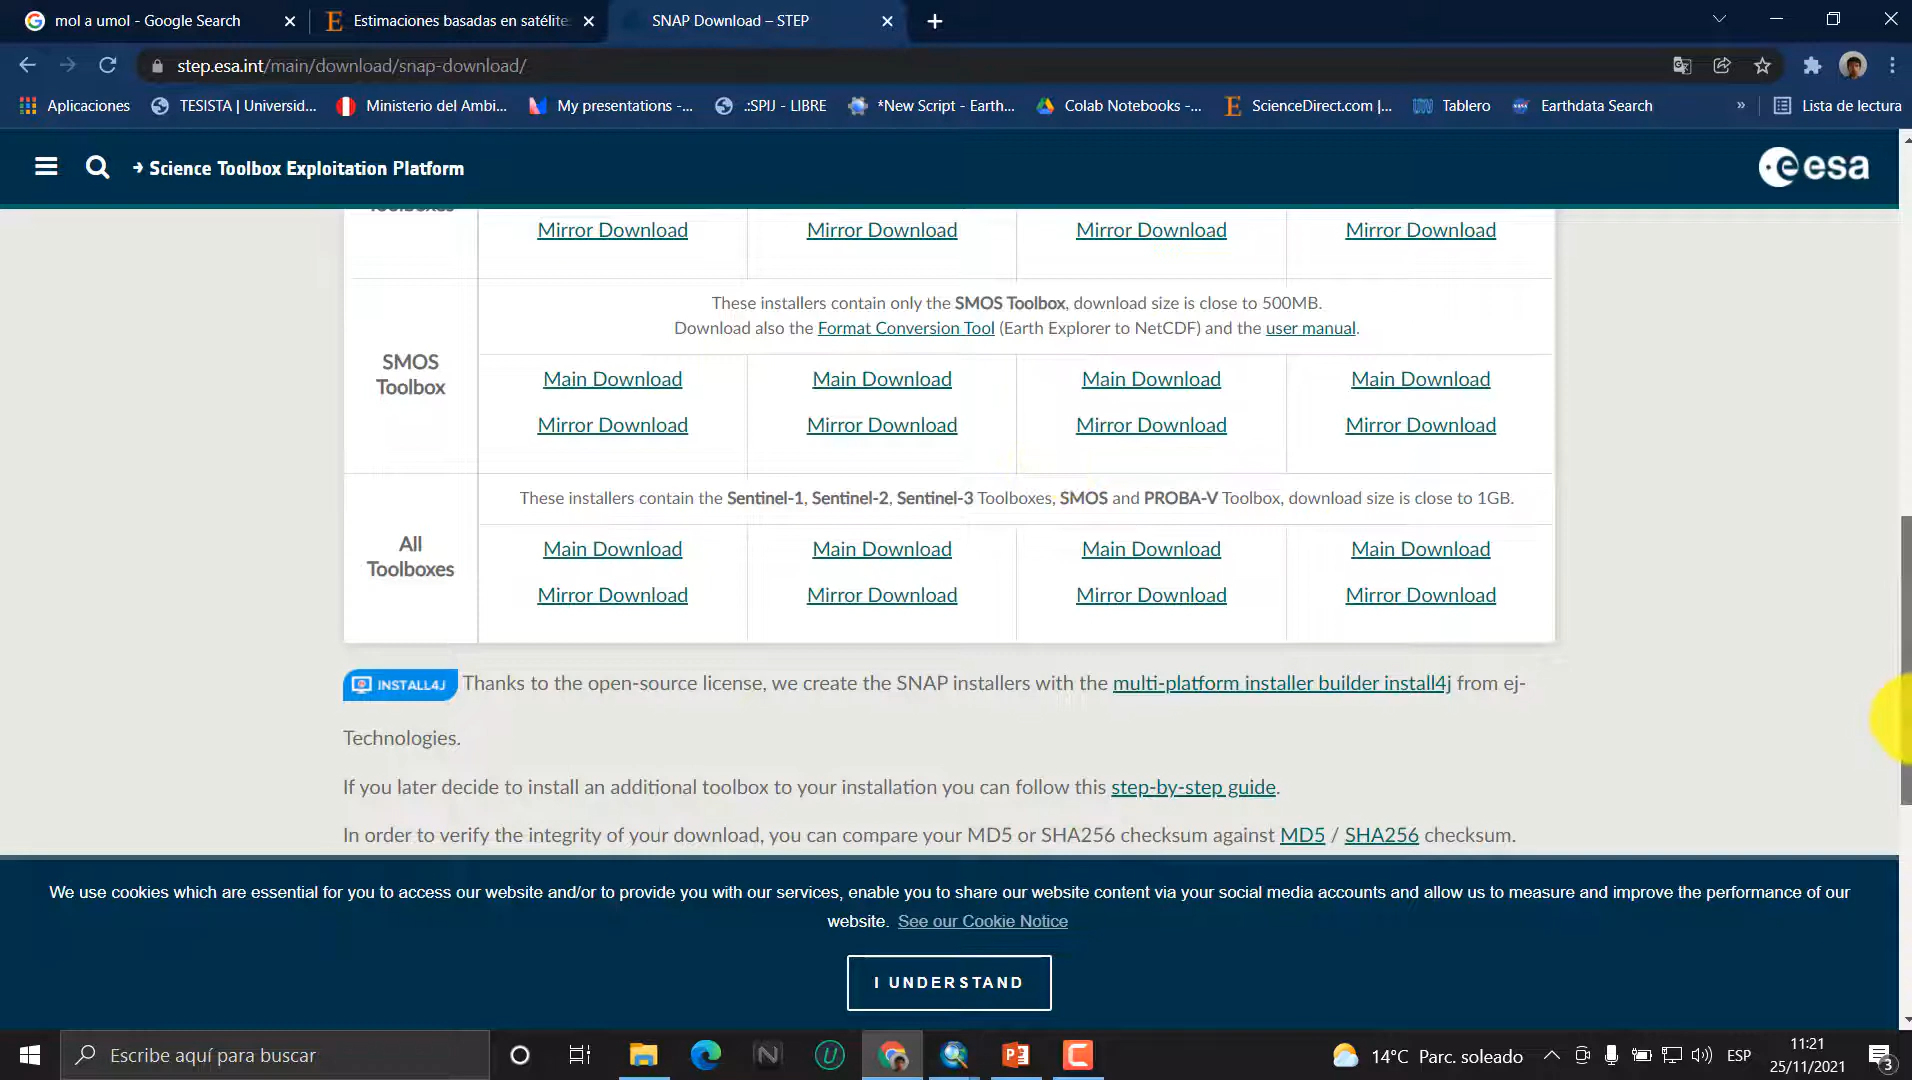 mol a umol - Google Search
Estimaciones basadas en satélite
SNAP Download – STEP
step.esa.int/main/download/snap-download/
Aplicaciones
TESISTA | Universid...
Ministerio del Ambi...
My presentations -...
.:SPIJ - LIBRE
*New Script - Earth...
Colab Notebooks -...
ScienceDirect.com |...
Tablero
Earthdata Search
»
Lista de lectura
Science Toolbox Exploitation Platform
esa
Mirror Download Mirror Download Mirror Download Mirror Download
These installers contain only the SMOS Toolbox, download size is close to 500MB.
Download also the Format Conversion Tool (Earth Explorer to NetCDF) and the user manual.
SMOS
Toolbox
Main Download Main Download Main Download Main Download
Mirror Download Mirror Download Mirror Download Mirror Download
These installers contain the Sentinel-1, Sentinel-2, Sentinel-3 Toolboxes, SMOS and PROBA-V Toolbox, download size is close to 1GB.
All
Toolboxes
Main Download Main Download Main Download Main Download
Mirror Download Mirror Download Mirror Download Mirror Download
INSTALL4J Thanks to the open-source license, we create the SNAP installers with the multi-platform installer builder install4j from ej-
Technologies.
If you later decide to install an additional toolbox to your installation you can follow this step-by-step guide.
In order to verify the integrity of your download, you can compare your MD5 or SHA256 checksum against MD5 / SHA256 checksum.
We use cookies which are essential for you to access our website and/or to provide you with our services, enable you to share our website content via your social media accounts and allow us to measure and improve the performance of our
website. See our Cookie Notice
I UNDERSTAND
Escribe aquí para buscar
14°C Parc. soleado
ESP
11:21
25/11/2021
3